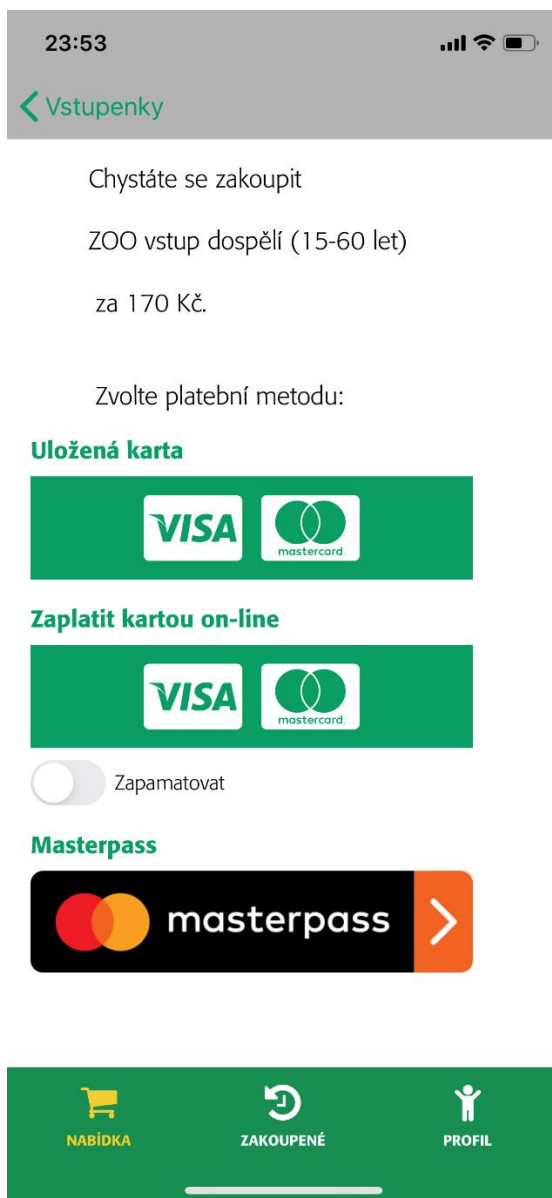 23:53
Vstupenky
Chystáte se zakoupit
ZOO vstup dospělí (15-60 let)
za 170 Kč.
Zvolte platební metodu:
Uložená karta
VISA mastercard.
Zaplatit kartou on-line
VISA mastercard.
Zapamatovat
Masterpass
masterpass
NABÍDKA ZAKOUPENÉ PROFIL